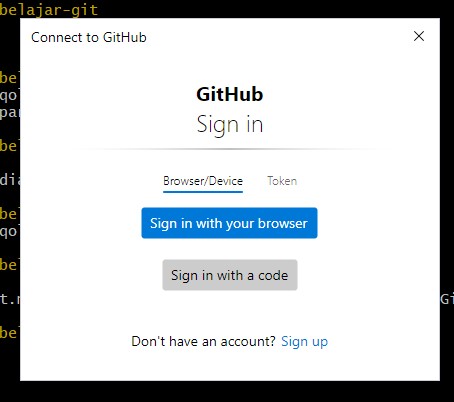 belajar-git
Connect to GitHub
GitHub
Sign in
Browser/Device Token
Sign in with your browser
Sign in with a code
Don't have an account? Sign up